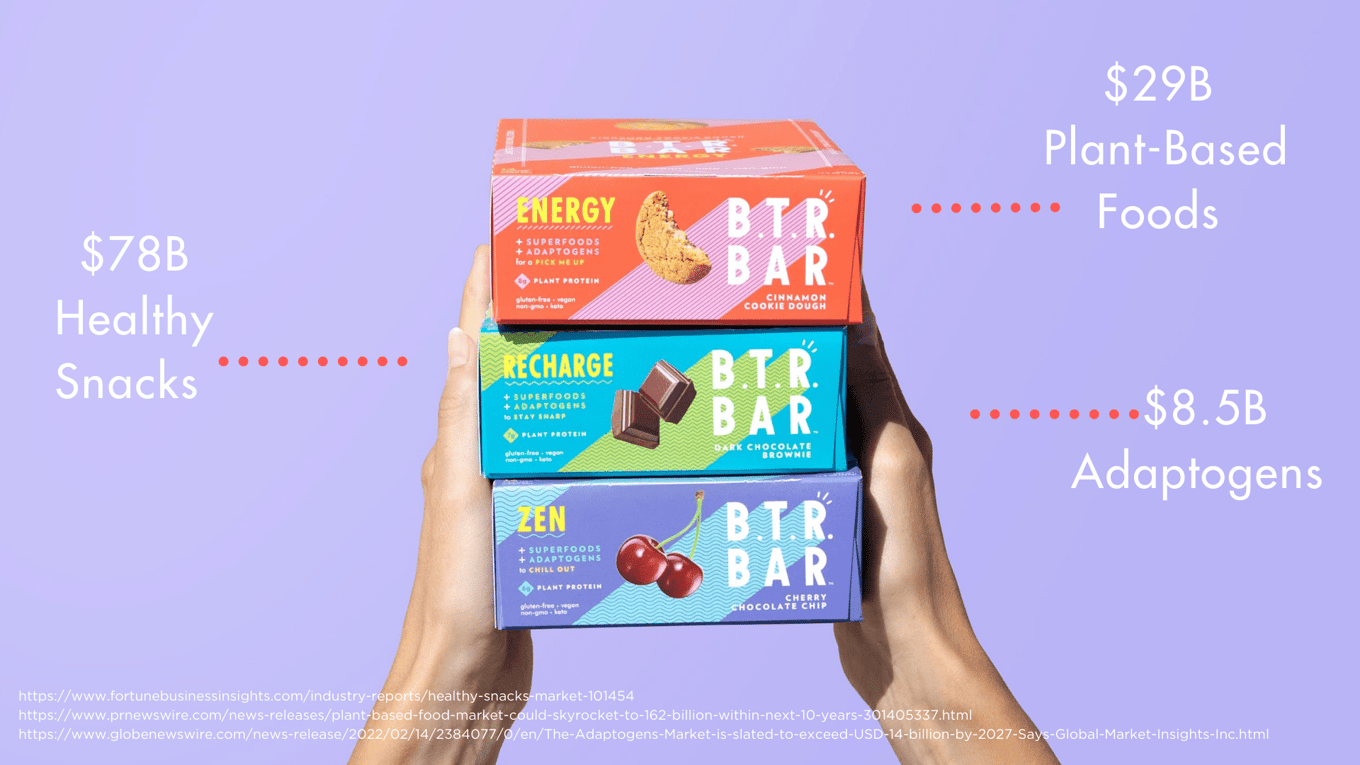 $29B
Plant-Based
Foods
$78B
Healthy
Snacks
$8.5B
Adaptogens
B.T.R.
BAR
ENERGY
ENERGY
+ SUPERFOODS
+ ADAPTOGENS
for a PICK ME UP
PLANT PROTEIN
gluten-free • vegan
non-gmo • keto
B.T.R.
BAR™
CINNAMON
COOKIE DOUGH
RECHARGE
+ SUPERFOODS
+ ADAPTOGENS
to STAY SHARP
PLANT PROTEIN
gluten-free • vegan
non-gmo • keto
B.T.R.
BAR™
DARK CHOCOLATE
BROWNIE
ZEN
+ SUPERFOODS
+ ADAPTOGENS
to CHILL OUT
PLANT PROTEIN
gluten-free • vegan
non-gmo • keto
B.T.R.
BAR™
CHERRY
CHOCOLATE CHIP
https://www.fortunebusinessinsights.com/industry-reports/healthy-snacks-market-101454
https://www.prnewswire.com/news-releases/plant-based-food-market-could-skyrocket-to-162-billion-within-next-10-years-301405337.html
https://www.globenewswire.com/news-release/2022/02/14/2384077/0/en/The-Adaptogens-Market-is-slated-to-exceed-USD-14-billion-by-2027-Says-Global-Market-Insights-Inc.html